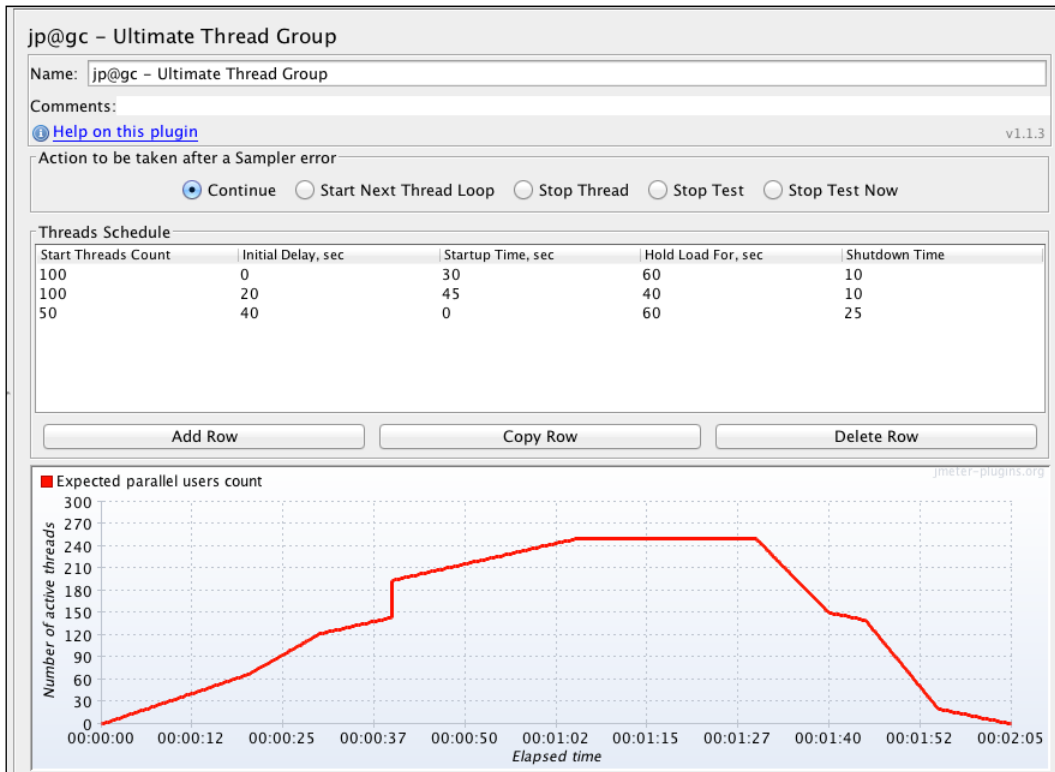 jp@gc - Ultimate Thread Group
Name: jp@gc - Ultimate Thread Group
Comments:
Help on this plugin v1.1.3
Action to be taken after a Sampler error
Continue Start Next Thread Loop Stop Thread Stop Test Stop Test Now
Threads Schedule
Start Threads Count Initial Delay, sec Startup Time, sec Hold Load For, sec Shutdown Time
100 0 30 60 10
100 20 45 40 10
50 40 0 60 25
Add Row Copy Row Delete Row
jmeter-plugins.org
Expected parallel users count
300
270
240
210
180
150
120
90
60
30
0
Number of active threads
00:00:00 00:00:12 00:00:25 00:00:37 00:00:50 00:01:02 00:01:15 00:01:27 00:01:40 00:01:52 00:02:05
Elapsed time